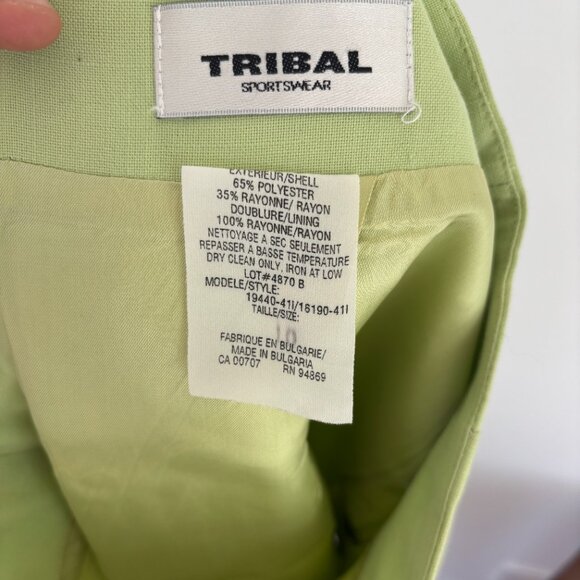 TRIBAL
SPORTSWEAR
EXTERIEUR/SHELL
65% POLYESTER
35% RAYONNE/ RAYON
DOUBLURE/LINING
100% RAYONNE/RAYON
NETTOYAGE A SEC SEULEMENT
REPASSER A BASSE TEMPERATURE
DRY CLEAN ONLY, IRON AT LOW
LOT#4870 B
MODELE/STYLE:
19440-411/16190-411
TAILLE/SIZE:
10
FABRIQUE EN BULGARIE/
MADE IN BULGARIA
CA 00707 RN 94869